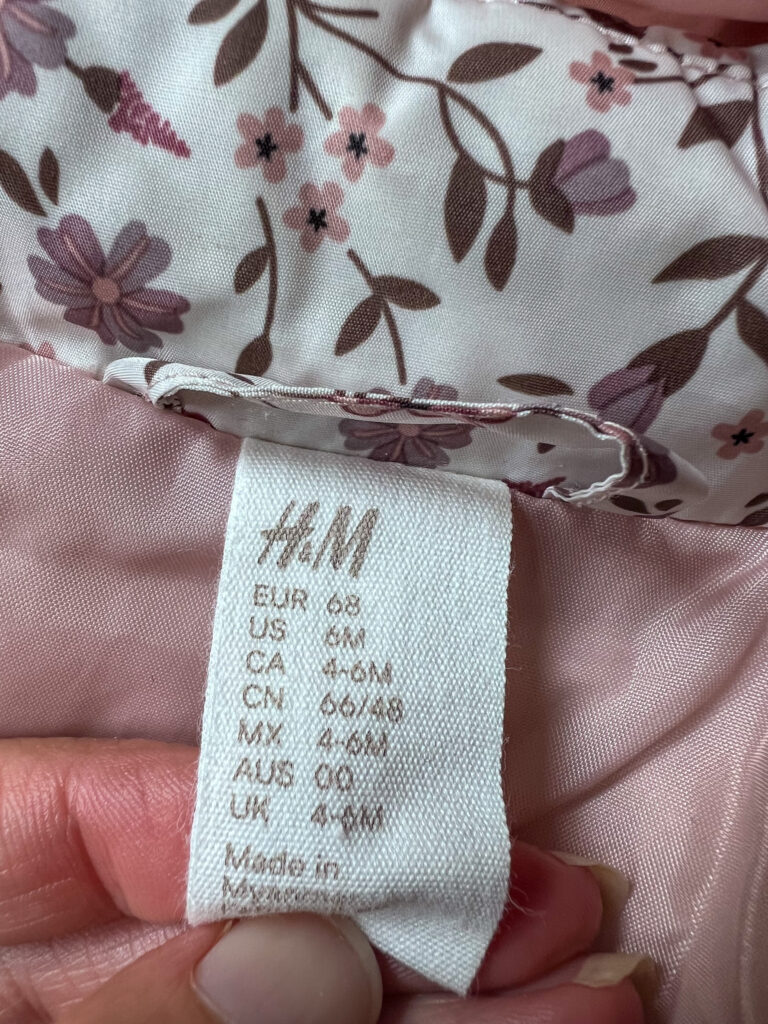 H&M
EUR 68
US 6M
CA 4-6M
CN 66/48
MX 4-6M
AUS 00
UK 4-6M
Made in